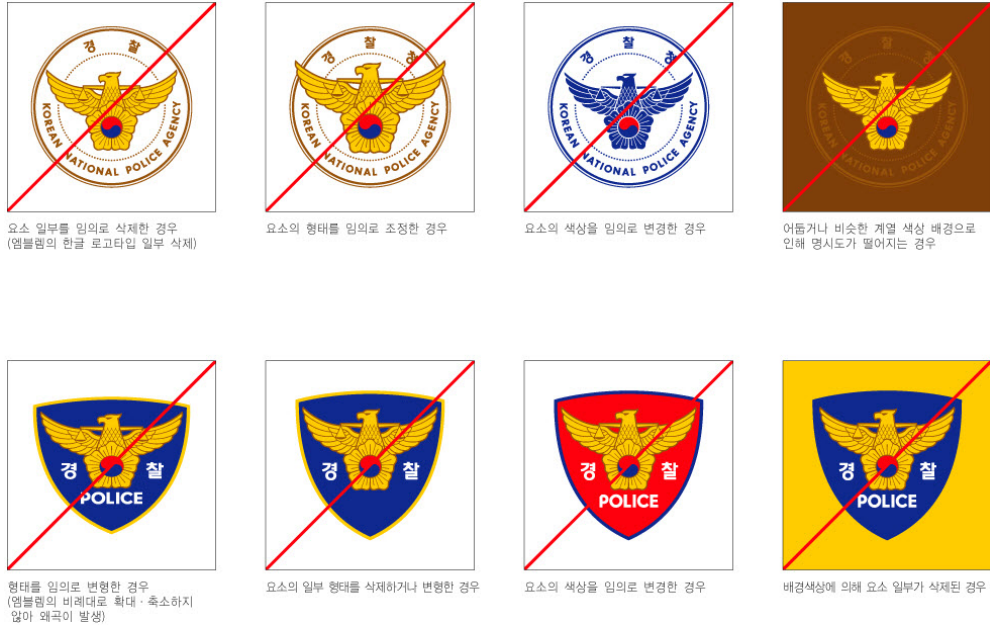 경 찰
KOREAN NATIONAL POLICE AGENCY
경 찰 청
KOREAN NATIONAL POLICE AGENCY
경 찰 청
KOREAN NATIONAL POLICE AGENCY
경 찰 청
KOREAN NATIONAL POLICE AGENCY
요소 일부를 임의로 삭제한 경우
(엠블렘의 한글 로고타입 일부 삭제)
요소의 형태를 임의로 조정한 경우
요소의 색상을 임의로 변경한 경우
어둡거나 비슷한 계열 색상 배경으로
인해 명시도가 떨어지는 경우
경 찰
POLICE
경 찰
경 찰
POLICE
경 찰
POLICE
형태를 임의로 변형한 경우
(엠블렘의 비례대로 확대 · 축소하지
않아 왜곡이 발생)
요소의 일부 형태를 삭제하거나 변형한 경우
요소의 색상을 임의로 변경한 경우
배경색상에 의해 요소 일부가 삭제된 경우